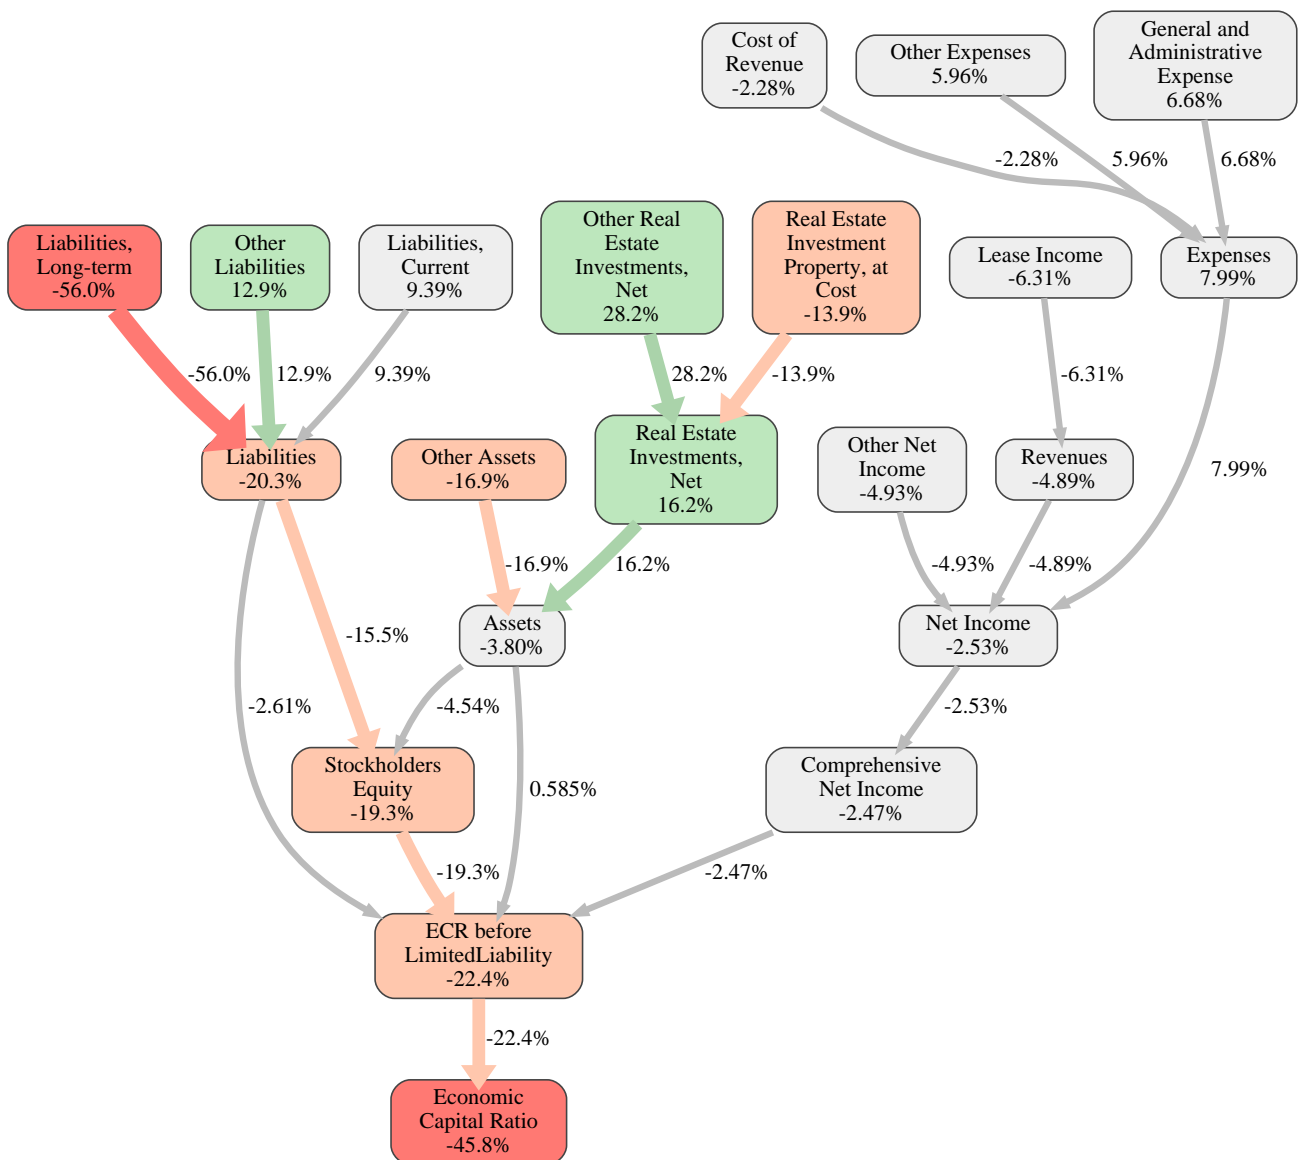 Cost of
Revenue
-2.28%
Other Expenses
5.96%
General and
Administrative
Expense
6.68%
-2.28%
5.96%
6.68%
Liabilities,
Long-term
-56.0%
Other
Liabilities
12.9%
Liabilities,
Current
9.39%
Other Real
Estate
Investments,
Net
28.2%
Real Estate
Investment
Property, at
Cost
-13.9%
Lease Income
-6.31%
Expenses
7.99%
-56.0%
12.9%
9.39%
28.2%
-13.9%
-6.31%
7.99%
Liabilities
-20.3%
Other Assets
-16.9%
Real Estate
Investments,
Net
16.2%
Other Net
Income
-4.93%
Revenues
-4.89%
-16.9%
16.2%
-4.93%
-4.89%
-15.5%
Assets
-3.80%
Net Income
-2.53%
-2.61%
-4.54%
-2.53%
Stockholders
Equity
-19.3%
0.585%
Comprehensive
Net Income
-2.47%
-19.3%
-2.47%
ECR before
LimitedLiability
-22.4%
-22.4%
Economic
Capital Ratio
-45.8%